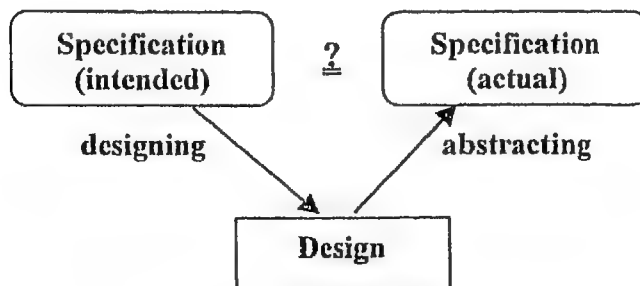 Specification
(intended)
?
=
Specification
(actual)
designing
abstracting
Design